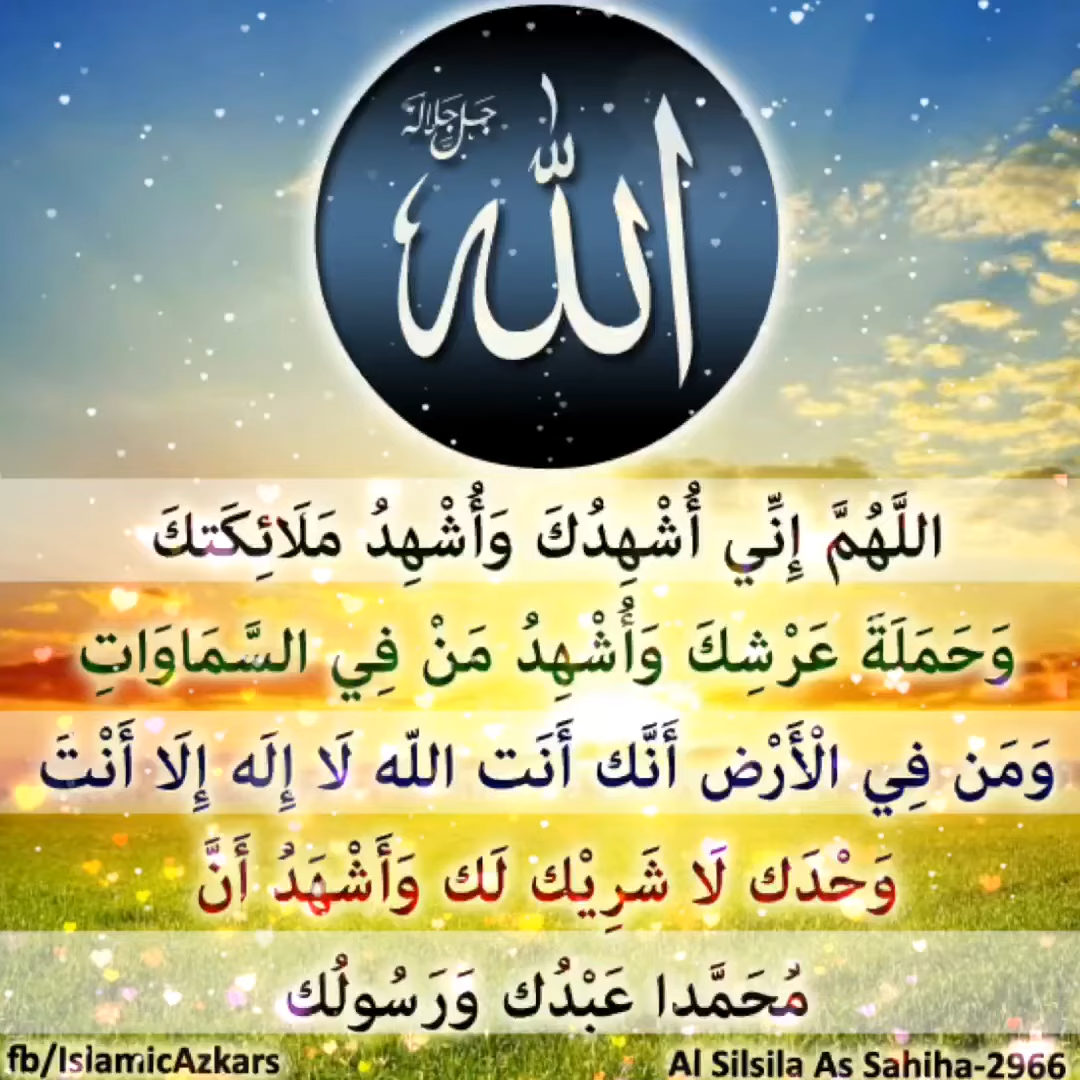 الله
جل جلاله
اللَّهُمَّ إِنِّي أُشْهِدُكَ وَأُشْهِدُ مَلَائِكَتكَ
وَحَمَلَةَ عَرْشِكَ وَأُشْهِدُ مَنْ فِي السَّمَاوَاتِ
وَمَن فِي الْأَرْض أَنَّك أَنَت اللّه لَا إِلَه إِلَا أَنْتَ
وَحْدَك لَا شَرِيْك لَك وَأَشْهَدُ أَنَّ
مُحَمَّدا عَبْدُك وَرَسُولُك
fb/IslamicAzkars
Al Silsila As Sahiha-2966